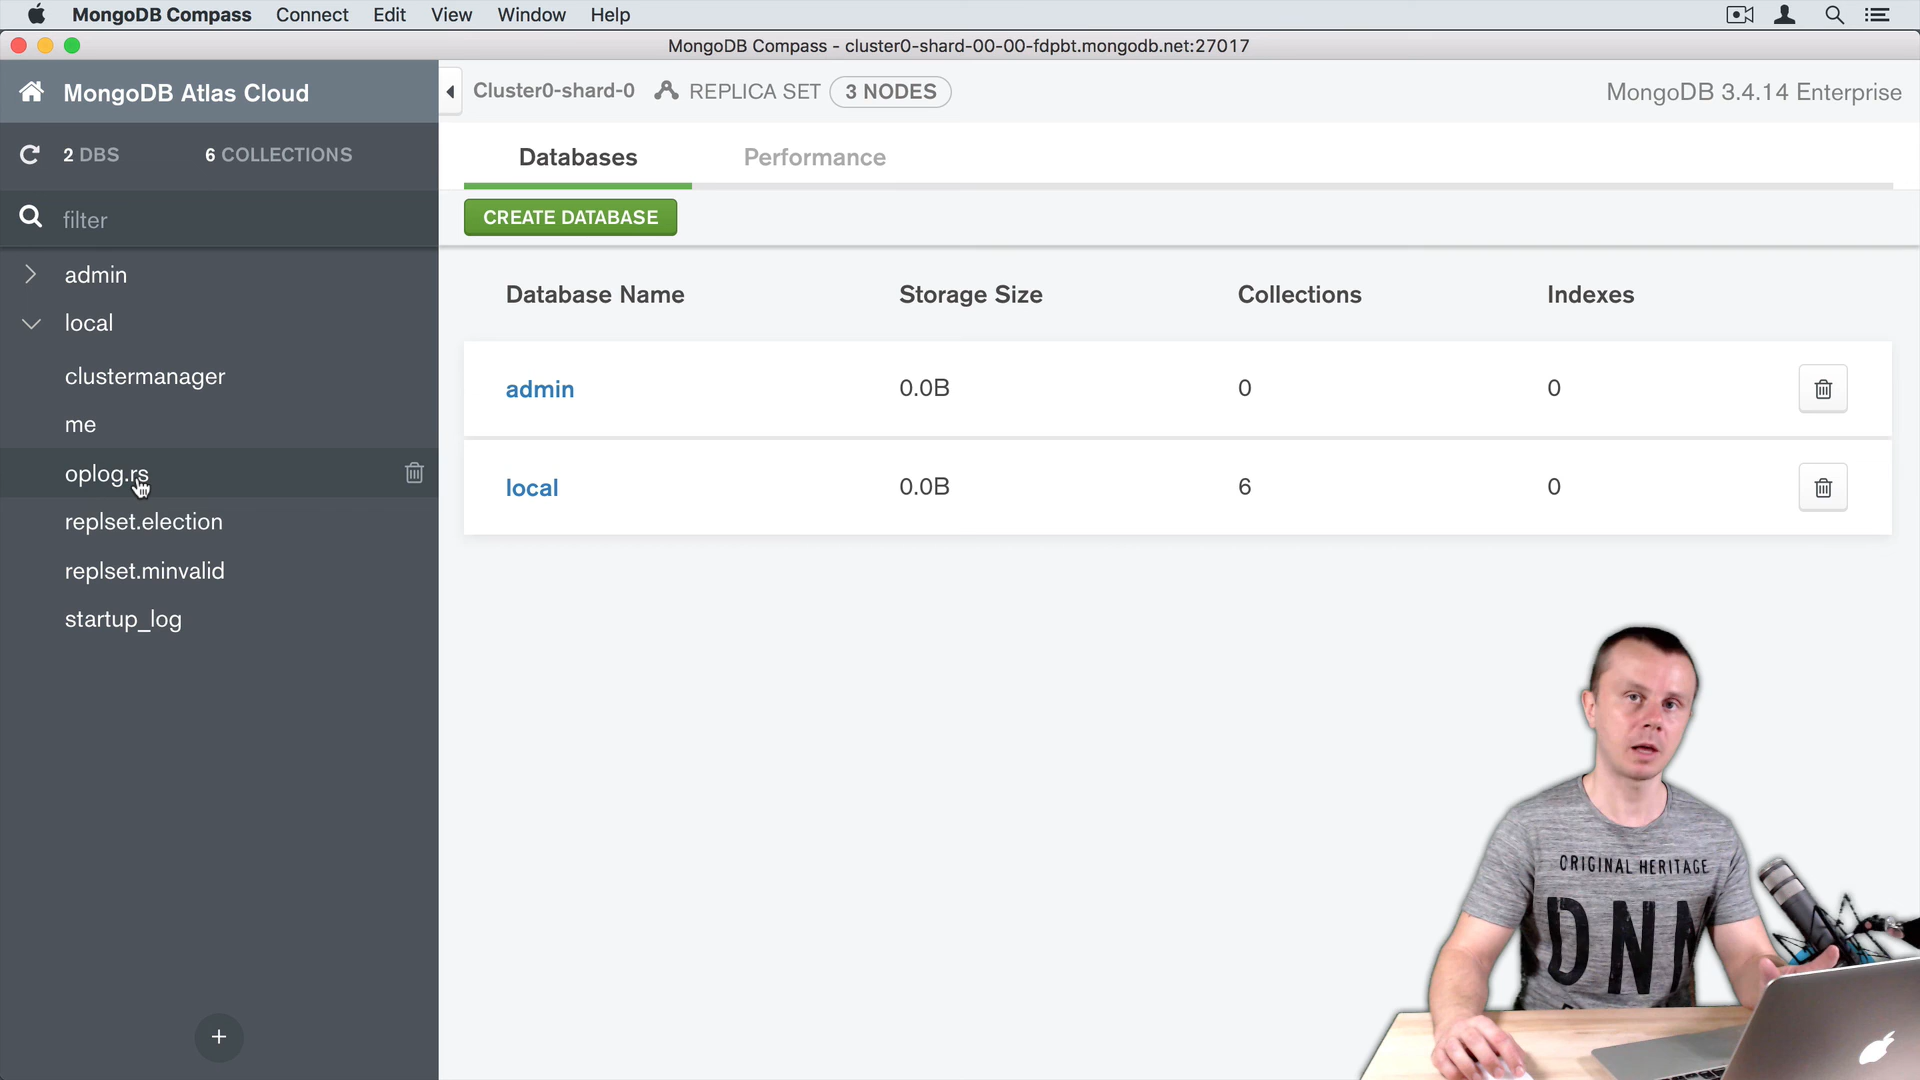 MongoDB Compass Connect Edit View Window Help
MongoDB Compass - cluster0-shard-00-00-fdpbt.mongodb.net:27017
MongoDB Atlas Cloud
Cluster0-shard-0 REPLICA SET 3 NODES
MongoDB 3.4.14 Enterprise
2 DBS 6 COLLECTIONS
Databases Performance
filter
CREATE DATABASE
admin
local
clustermanager
me
oplog.rs
replset.election
replset.minvalid
startup_log
+
Database Name Storage Size Collections Indexes
admin 0.0B 0 0
local 0.0B 6 0
ORIGINAL HERITAGE